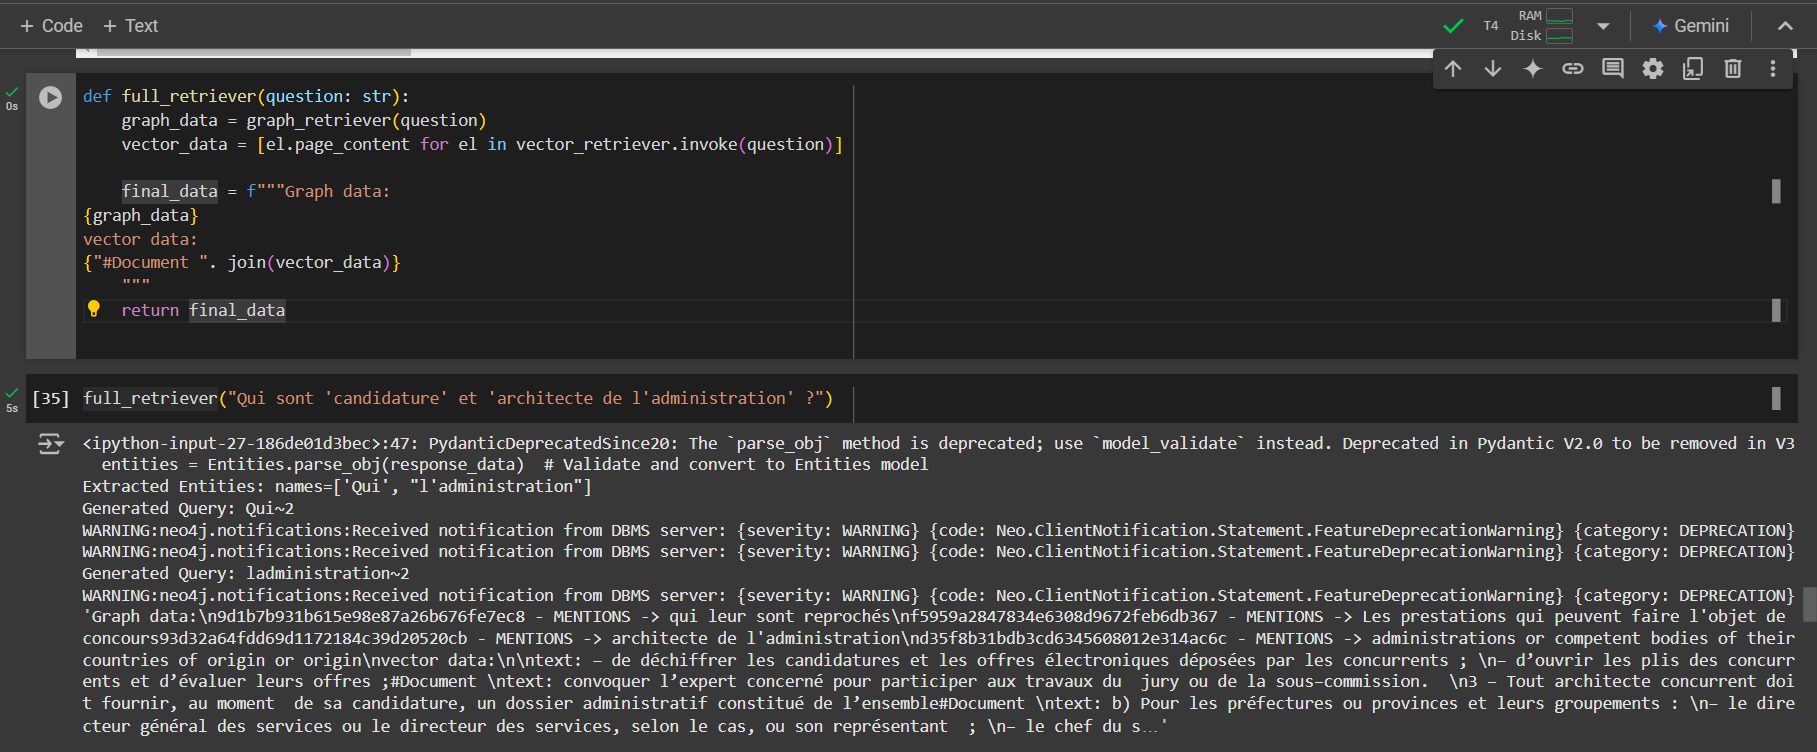 + Code + Text
T4 RAM Disk Gemini
0s
def full_retriever(question: str):
    graph_data = graph_retriever(question)
    vector_data = [el.page_content for el in vector_retriever.invoke(question)]
    final_data = f"""Graph data:
{graph_data}
vector data:
{"#Document ". join(vector_data)}
    """
    return final_data
5s
[35] full_retriever("Qui sont 'candidature' et 'architecte de l'administration' ?")
<ipython-input-27-186de01d3bec>:47: PydanticDeprecatedSince20: The `parse_obj` method is deprecated; use `model_validate` instead. Deprecated in Pydantic V2.0 to be removed in V3
  entities = Entities.parse_obj(response_data)  # Validate and convert to Entities model
Extracted Entities: names=['Qui', "l'administration"]
Generated Query: Qui~2
WARNING:neo4j.notifications:Received notification from DBMS server: {severity: WARNING} {code: Neo.ClientNotification.Statement.FeatureDeprecationWarning} {category: DEPRECATION}
WARNING:neo4j.notifications:Received notification from DBMS server: {severity: WARNING} {code: Neo.ClientNotification.Statement.FeatureDeprecationWarning} {category: DEPRECATION}
Generated Query: ladministration~2
WARNING:neo4j.notifications:Received notification from DBMS server: {severity: WARNING} {code: Neo.ClientNotification.Statement.FeatureDeprecationWarning} {category: DEPRECATION}
'Graph data:\n9d1b7b931b615e98e87a26b676fe7ec8 - MENTIONS -> qui leur sont reprochés\nf5959a2847834e6308d9672feb6db367 - MENTIONS -> Les prestations qui peuvent faire l'objet de
concours93d32a64fdd69d1172184c39d20520cb - MENTIONS -> architecte de l'administration\nd35f8b31bdb3cd6345608012e314ac6c - MENTIONS -> administrations or competent bodies of their
countries of origin or origin\nvector data:\n\ntext: – de déchiffrer les candidatures et les offres électroniques déposées par les concurrents ; \n– d’ouvrir les plis des concurr
ents et d’évaluer leurs offres ;#Document \ntext: convoquer l’expert concerné pour participer aux travaux du  jury ou de la sous-commission.  \n3 – Tout architecte concurrent doi
t fournir, au moment  de sa candidature, un dossier administratif constitué de l’ensemble#Document \ntext: b) Pour les préfectures ou provinces et leurs groupements : \n– le dire
cteur général des services ou le directeur des services, selon le cas, ou son représentant  ; \n– le chef du s...'